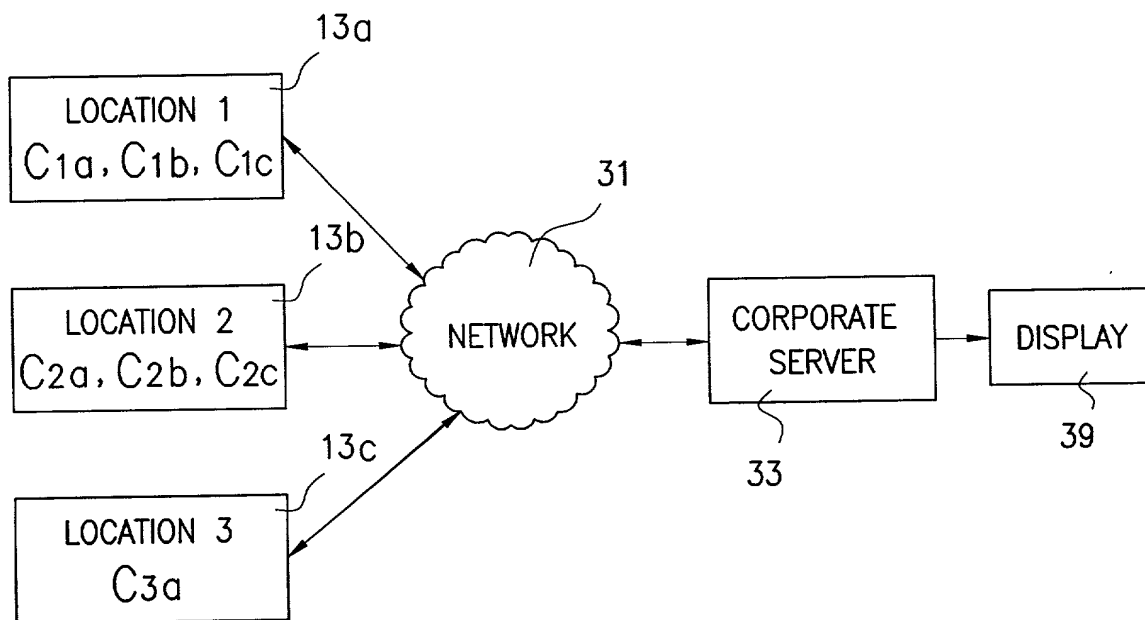 13a
LOCATION 1
C1a, C1b, C1c
31
13b
LOCATION 2
C2a, C2b, C2c
NETWORK
CORPORATE
SERVER
DISPLAY
33
39
13c
LOCATION 3
C3a